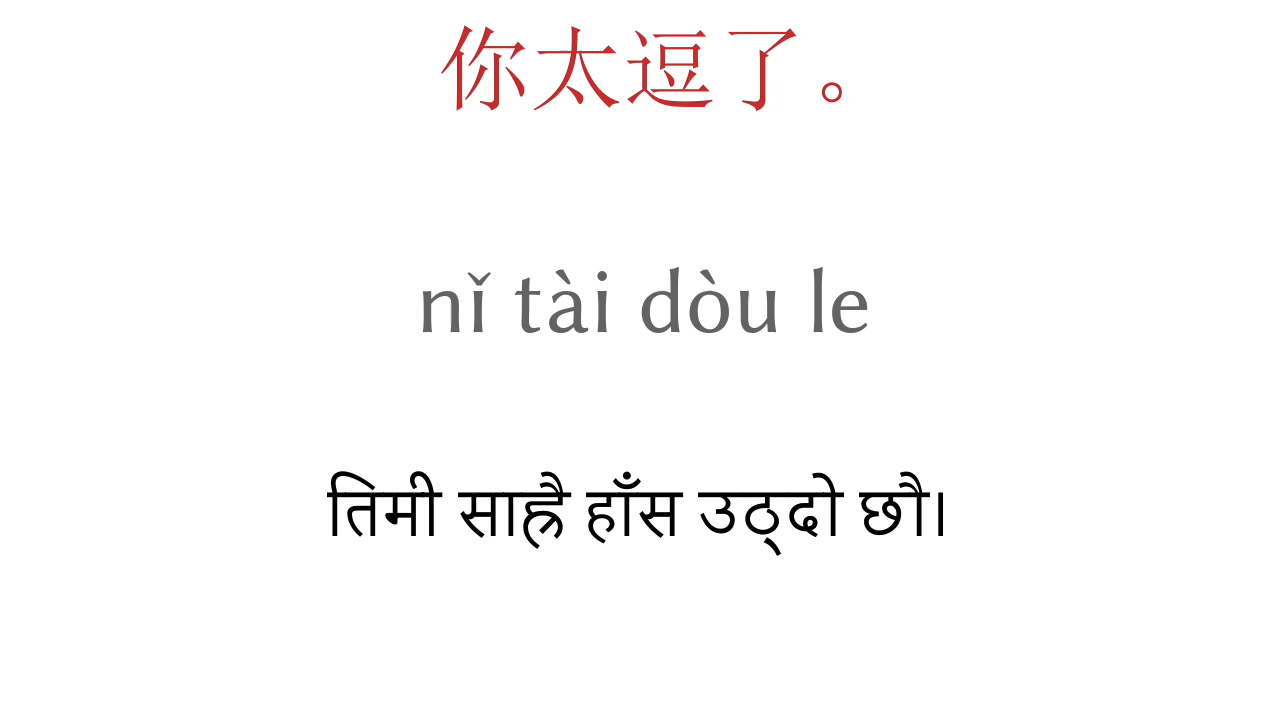 你太逗了。
nǐ tài dòu le
तिमी साह्रै हाँस उठ्दो छौ।